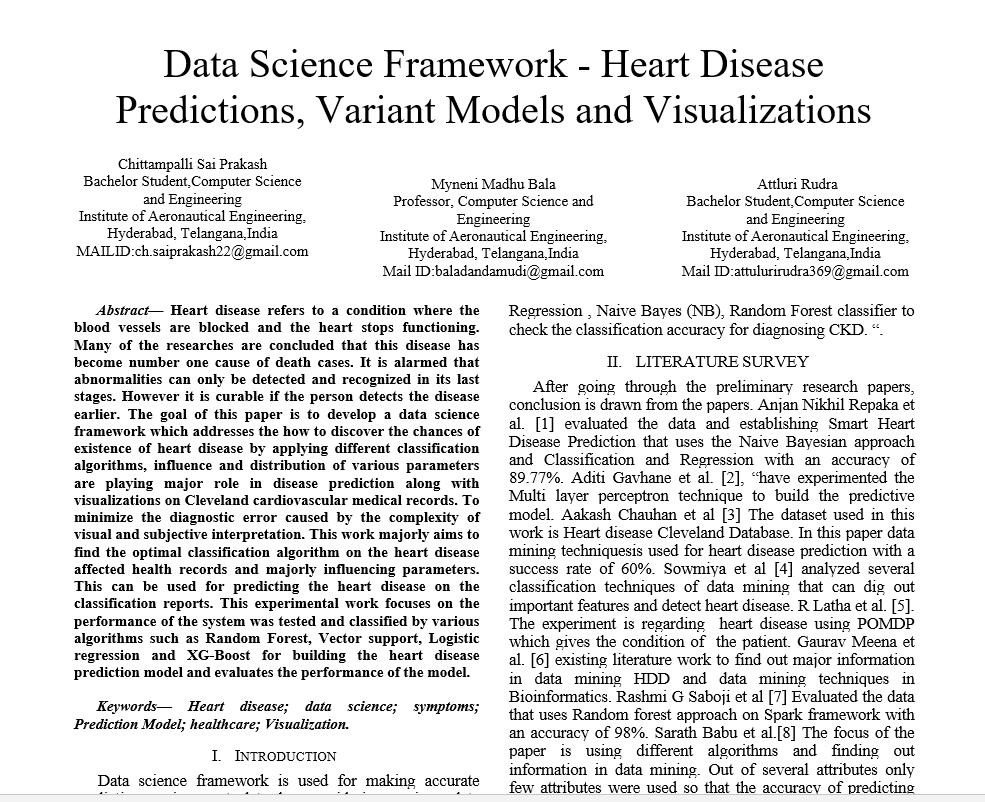 Data Science Framework - Heart Disease
Predictions, Variant Models and Visualizations
Chittampalli Sai Prakash
Bachelor Student,Computer Science
and Engineering
Institute of Aeronautical Engineering,
Hyderabad, Telangana,India
MAILID:ch.saiprakash22@gmail.com
Myneni Madhu Bala
Professor, Computer Science and
Engineering
Institute of Aeronautical Engineering,
Hyderabad, Telangana,India
Mail ID:baladandamudi@gmail.com
Attluri Rudra
Bachelor Student,Computer Science
and Engineering
Institute of Aeronautical Engineering,
Hyderabad, Telangana,India
Mail ID:attulurirudra369@gmail.com
Abstract— Heart disease refers to a condition where the
blood vessels are blocked and the heart stops functioning.
Many of the researches are concluded that this disease has
become number one cause of death cases. It is alarmed that
abnormalities can only be detected and recognized in its last
stages. However it is curable if the person detects the disease
earlier. The goal of this paper is to develop a data science
framework which addresses the how to discover the chances of
existence of heart disease by applying different classification
algorithms, influence and distribution of various parameters
are playing major role in disease prediction along with
visualizations on Cleveland cardiovascular medical records. To
minimize the diagnostic error caused by the complexity of
visual and subjective interpretation. This work majorly aims to
find the optimal classification algorithm on the heart disease
affected health records and majorly influencing parameters.
This can be used for predicting the heart disease on the
classification reports. This experimental work focuses on the
performance of the system was tested and classified by various
algorithms such as Random Forest, Vector support, Logistic
regression and XG-Boost for building the heart disease
prediction model and evaluates the performance of the model.
Keywords— Heart disease; data science; symptoms;
Prediction Model; healthcare; Visualization.
I. INTRODUCTION
Data science framework is used for making accurate
Regression , Naive Bayes (NB), Random Forest classifier to
check the classification accuracy for diagnosing CKD. “.
II. LITERATURE SURVEY
After going through the preliminary research papers,
conclusion is drawn from the papers. Anjan Nikhil Repaka et
al. [1] evaluated the data and establishing Smart Heart
Disease Prediction that uses the Naive Bayesian approach
and Classification and Regression with an accuracy of
89.77%. Aditi Gavhane et al. [2], “have experimented the
Multi layer perceptron technique to build the predictive
model. Aakash Chauhan et al [3] The dataset used in this
work is Heart disease Cleveland Database. In this paper data
mining techniquesis used for heart disease prediction with a
success rate of 60%. Sowmiya et al [4] analyzed several
classification techniques of data mining that can dig out
important features and detect heart disease. R Latha et al. [5].
The experiment is regarding heart disease using POMDP
which gives the condition of the patient. Gaurav Meena et
al. [6] existing literature work to find out major information
in data mining HDD and data mining techniques in
Bioinformatics. Rashmi G Saboji et al [7] Evaluated the data
that uses Random forest approach on Spark framework with
an accuracy of 98%. Sarath Babu et al.[8] The focus of the
paper is using different algorithms and finding out
information in data mining. Out of several attributes only
few attributes were used so that the accuracy of predicting